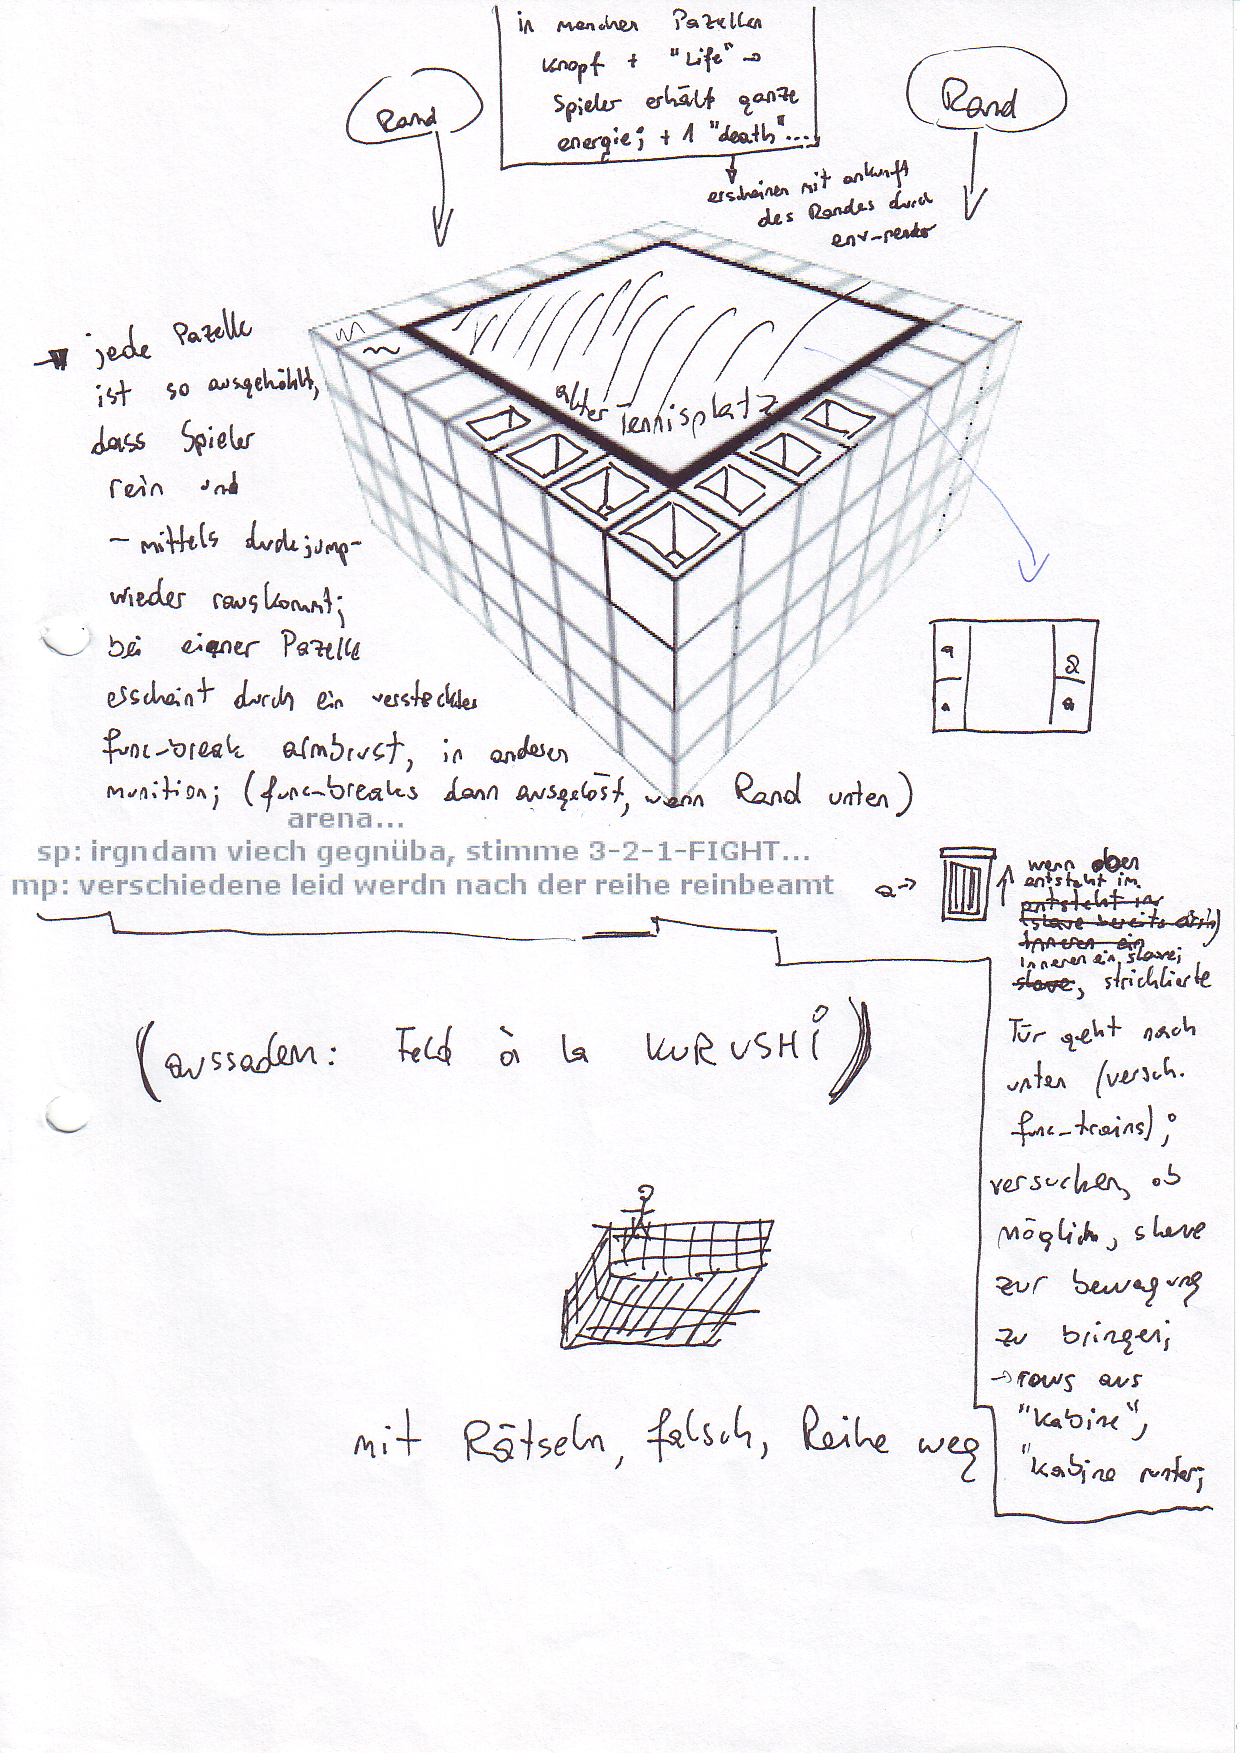 in manchen Pazellen
Knopf + "Life" →
Spieler erhält ganze
energie; + 1 "death"...
Rand
Rand
erscheinen mit ankunft
des Randes durch
env-render
→ jede Pazelle
ist so ausgehöhlt,
dass Spieler
rein und
- mittels duckjump-
wieder rauskommt;
bei eigner Pazelle
erscheint durch ein verstecktes
func-break armbrust, in anderen
munition; (func-breaks dann ausgelöst, wenn Rand unten)
alter Tennisplatz
a
a
a
a
arena...
sp: irgndam viech gegnüba, stimme 3-2-1-FIGHT...
mp: verschiedene leid werdn nach der reihe reinbeamt
a →
wenn oben
entsteht im
entsteht im
(slave bereits drin)
Inneren ein
inneren ein slave;
slave, strichlierte
Tür geht nach
unten (versch.
func-trains);
versuchen, ob
möglich, slave
zur bewegung
zu bringen;
→ raus aus
"Kabine",
"Kabine runter;
(aussadem: Feld à la KURUSHI)
mit Rätseln, falsch, Reihe weg